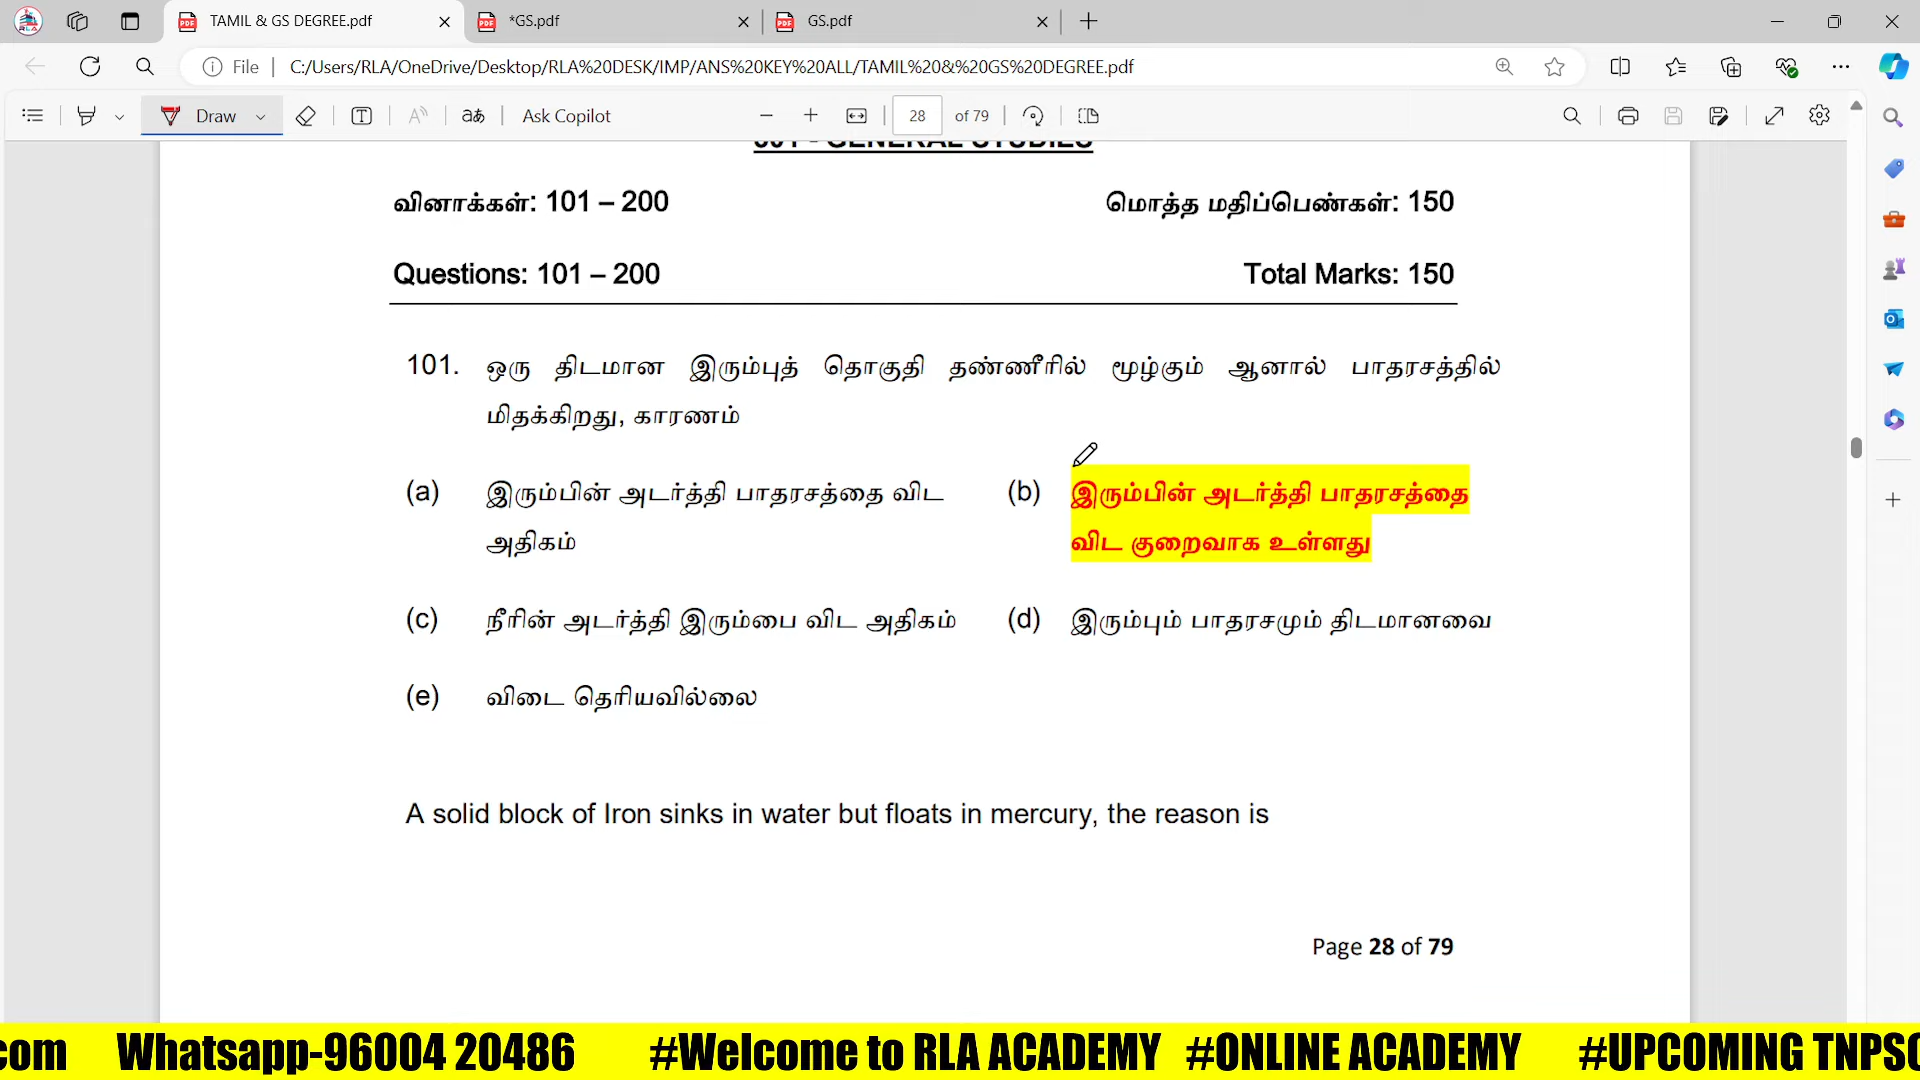 TAMIL & GS DEGREE.pdf
*GS.pdf
GS.pdf
File
C:/Users/RLA/OneDrive/Desktop/RLA%20DESK/IMP/ANS%20KEY%20ALL/TAMIL%20&%20GS%20DEGREE.pdf
Draw
aあ
Ask Copilot
28 of 79
GENERAL STUDIES
வினாக்கள்: 101 – 200
மொத்த மதிப்பெண்கள்: 150
Questions: 101 – 200
Total Marks: 150
101. ஒரு திடமான இரும்புத் தொகுதி தண்ணீரில் மூழ்கும் ஆனால் பாதரசத்தில்
மிதக்கிறது, காரணம்
(a) இரும்பின் அடர்த்தி பாதரசத்தை விட
அதிகம்
(b) இரும்பின் அடர்த்தி பாதரசத்தை
விட குறைவாக உள்ளது
(c) நீரின் அடர்த்தி இரும்பை விட அதிகம்
(d) இரும்பும் பாதரசமும் திடமானவை
(e) விடை தெரியவில்லை
A solid block of Iron sinks in water but floats in mercury, the reason is
Page 28 of 79
com Whatsapp-96004 20486 #Welcome to RLA ACADEMY #ONLINE ACADEMY #UPCOMING TNPSC